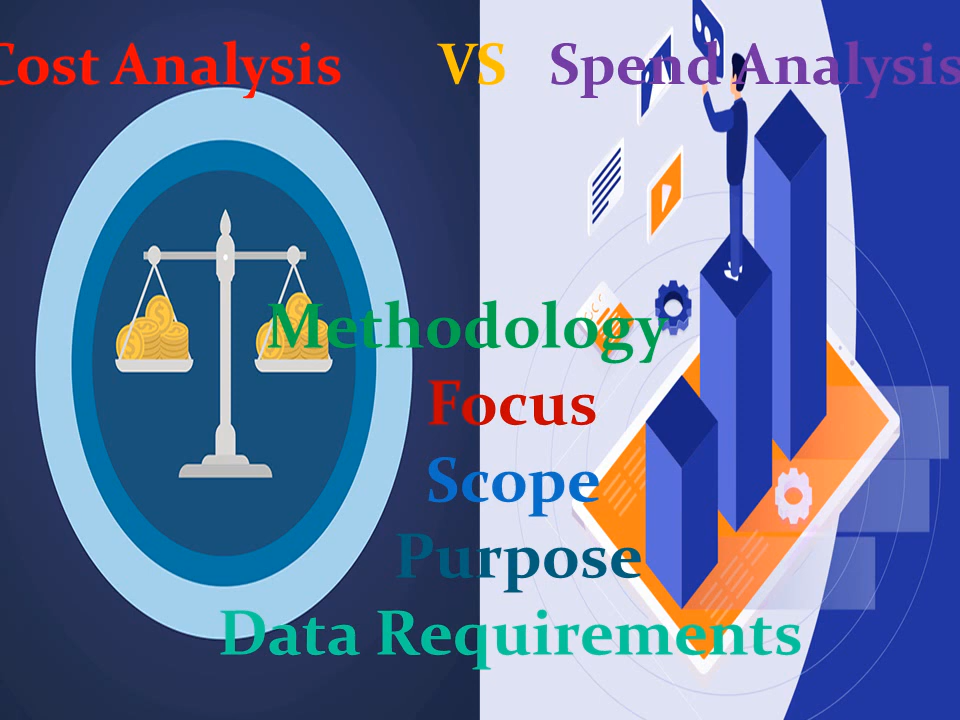 Cost Analysis VS Spend Analysis
Methodology
Focus
Scope
Purpose
Data Requirements